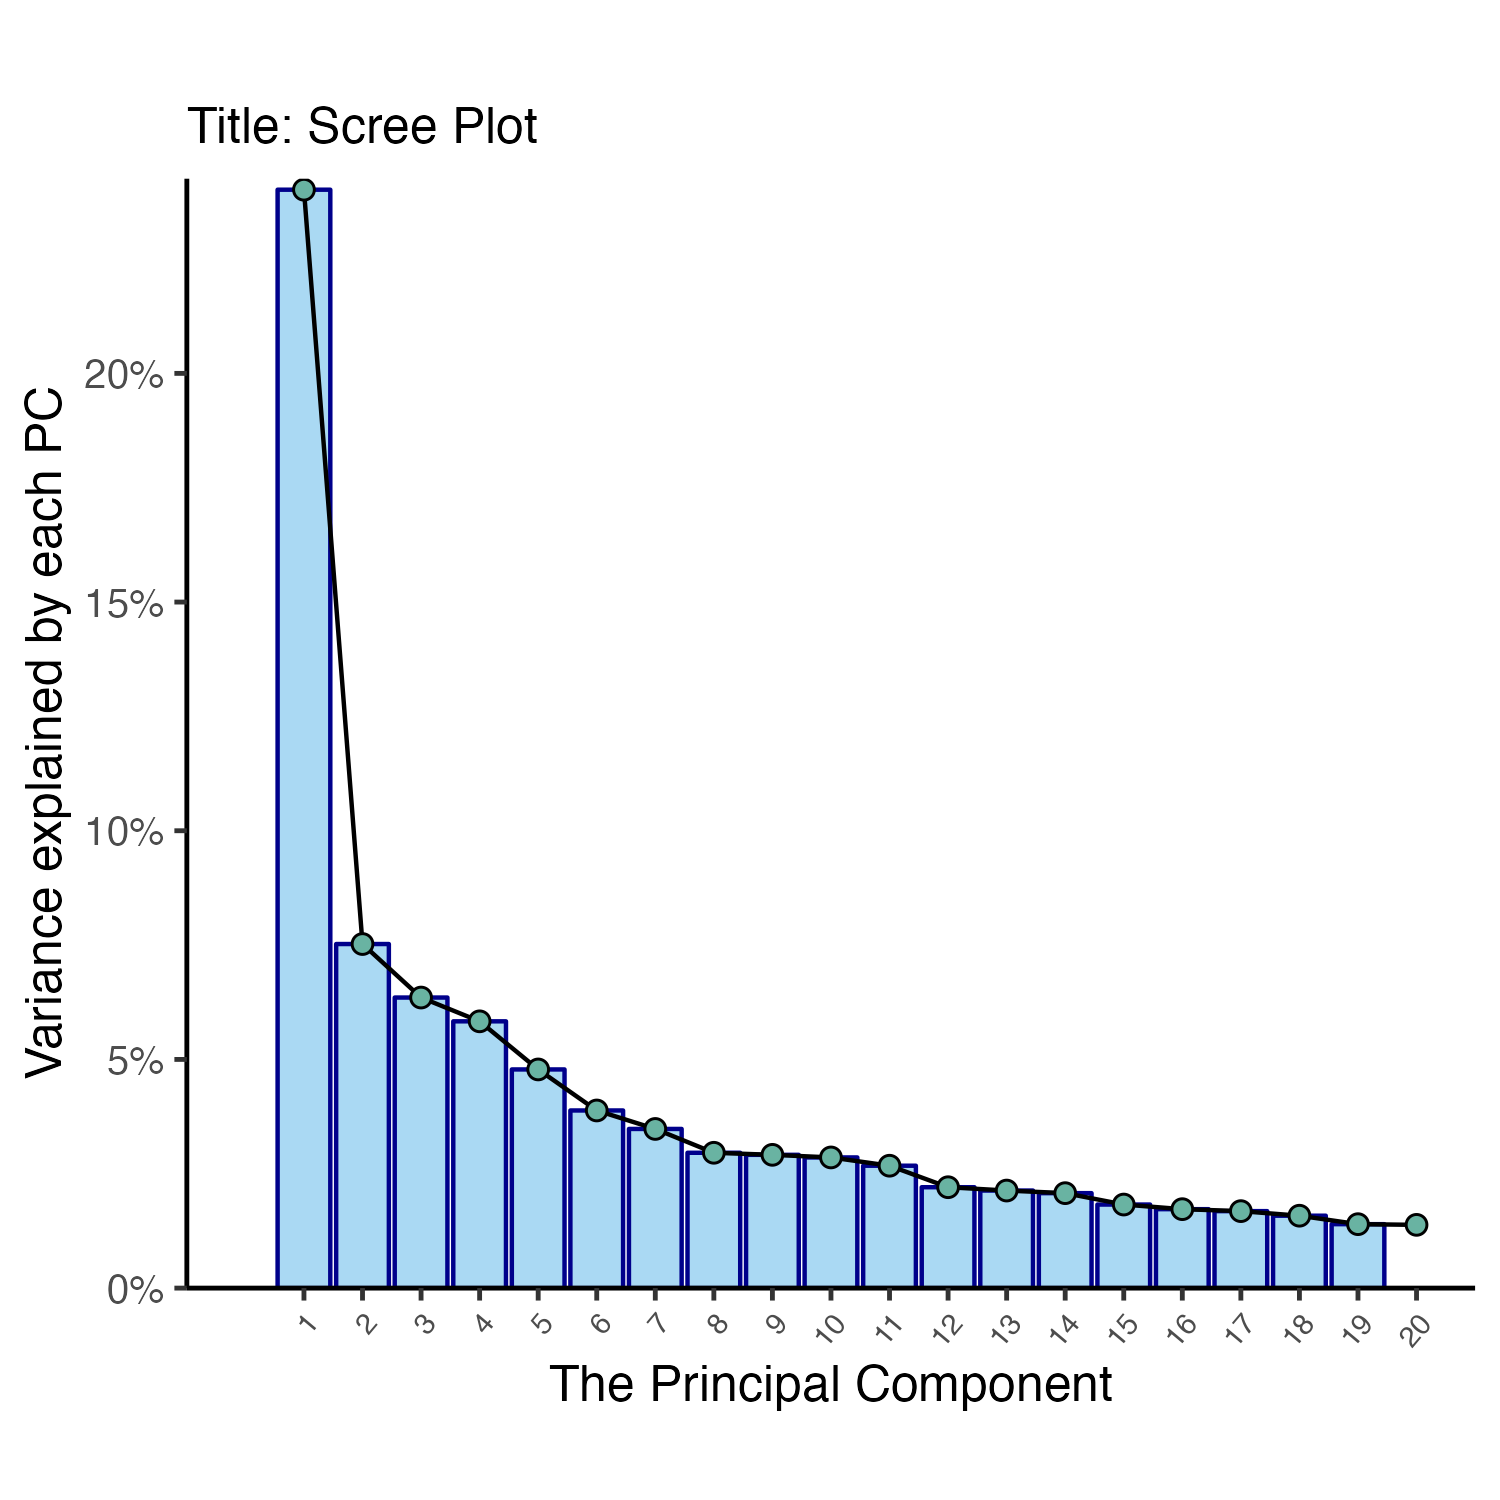 Title: Scree Plot
Variance explained by each PC
20%
15%
10%
5%
0%
1 2 3 4 5 6 7 8 9 10 11 12 13 14 15 16 17 18 19 20
The Principal Component